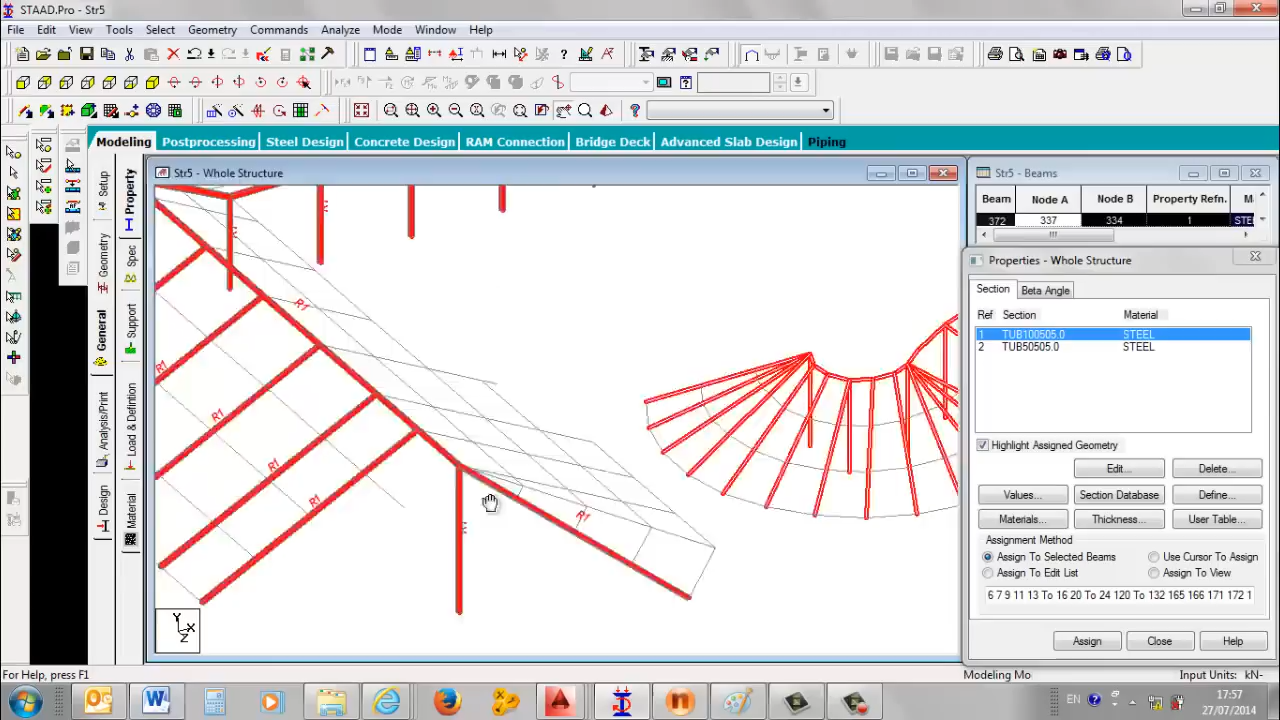 STAAD.Pro - Str5
File Edit View Tools Select Geometry Commands Analyze Mode Window Help
Modeling Postprocessing Steel Design Concrete Design RAM Connection Bridge Deck Advanced Slab Design Piping
Setup
Geometry
General
Analysis/Print
Design
Property
Spec
Support
Load & Definition
Material
Str5 - Whole Structure
R1
R1
R1
R1
R1
R1
Y
X
Z
Str5 - Beams
Beam Node A Node B Property Refn. M
372 337 334 1 STE
Properties - Whole Structure
Section Beta Angle
Ref Section Material
1 TUB100505.0 STEEL
2 TUB50505.0 STEEL
Highlight Assigned Geometry
Edit... Delete...
Values... Section Database Define...
Materials... Thickness... User Table...
Assignment Method
Assign To Selected Beams Use Cursor To Assign
Assign To Edit List Assign To View
6 7 9 11 13 To 16 20 To 24 120 To 132 165 166 171 172 1
Assign Close Help
For Help, press F1 Modeling Mo Input Units: kN-
EN 17:57
27/07/2014